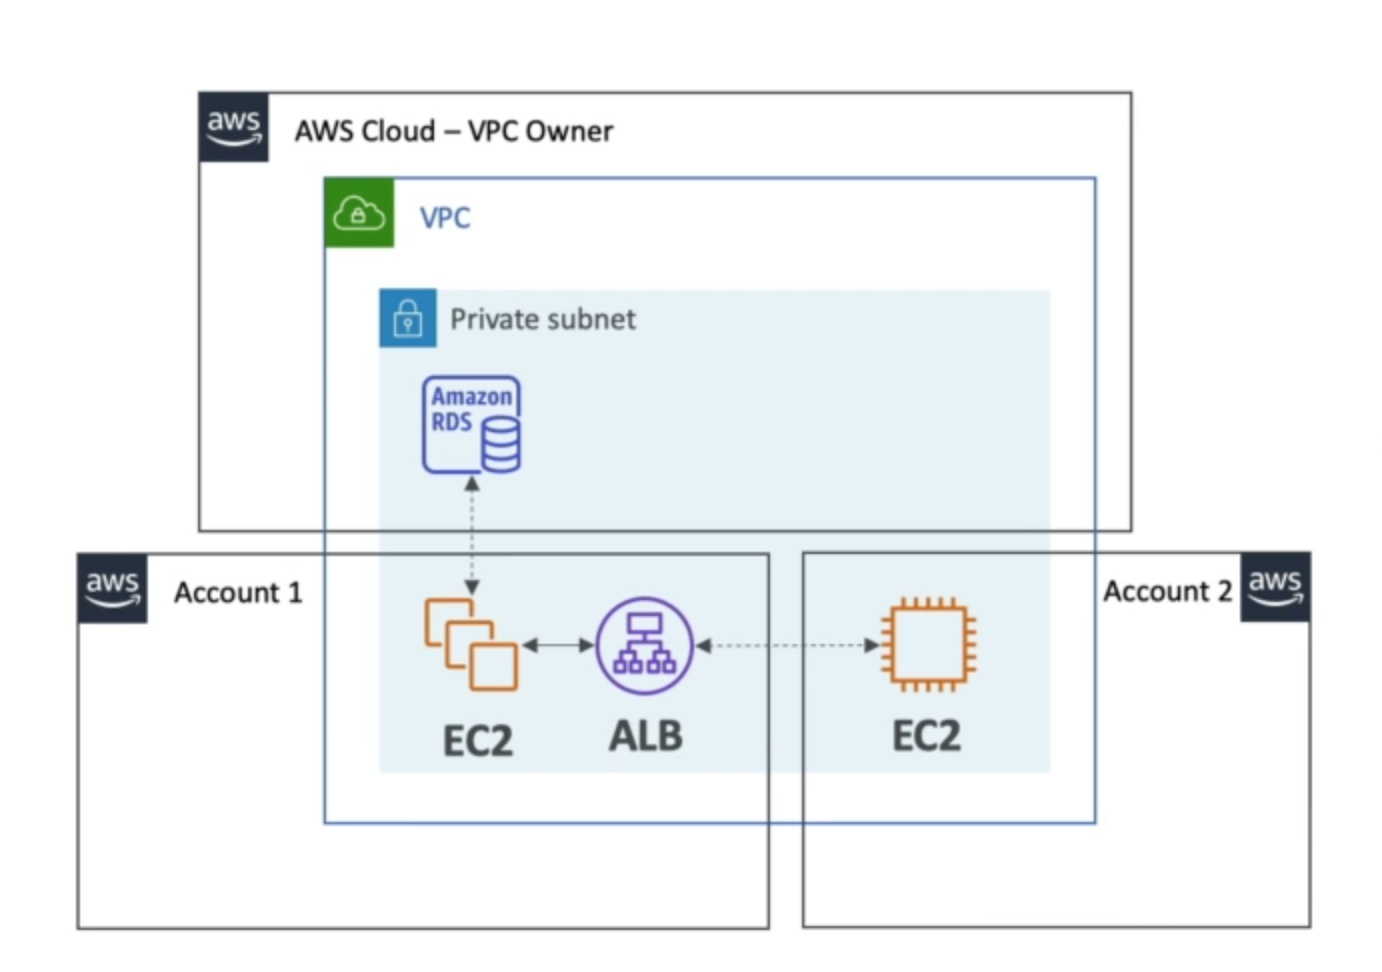 aws
AWS Cloud – VPC Owner
VPC
Private subnet
Amazon
RDS
aws
Account 1
Account 2
aws
EC2
ALB
EC2